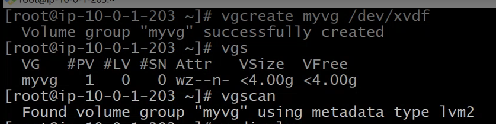 [root@ip-10-0-1-203 ~]# vgcreate myvg /dev/xvdf
  Volume group "myvg" successfully created
[root@ip-10-0-1-203 ~]# vgs
  VG   #PV #LV #SN Attr   VSize  VFree
  myvg   1   0   0 wz--n- <4.00g <4.00g
[root@ip-10-0-1-203 ~]# vgscan
  Found volume group "myvg" using metadata type lvm2